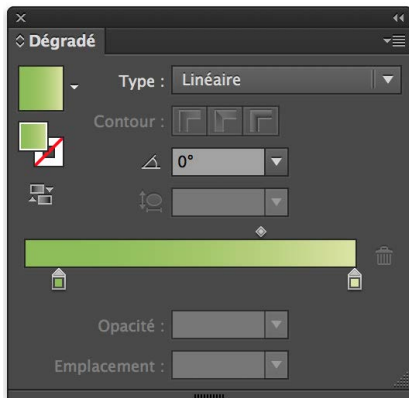 Dégradé
Type : Linéaire
Contour :
0°
Opacité :
Emplacement :